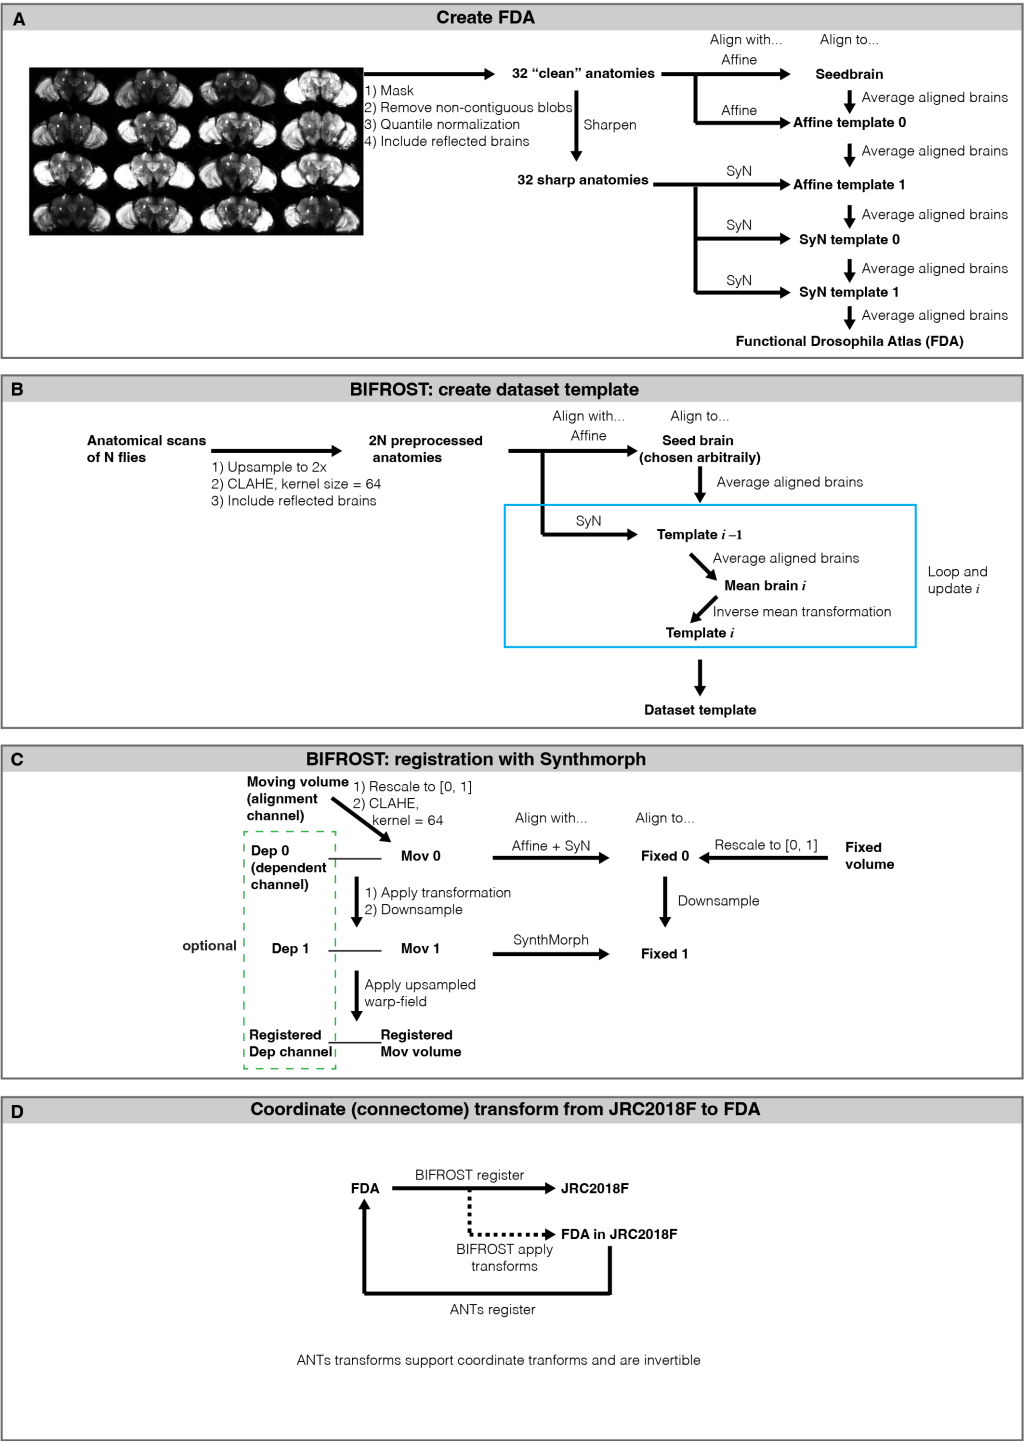 A
Create FDA
Align with...
Align to...
Affine
32 “clean” anatomies
Seedbrain
1) Mask
2) Remove non-contiguous blobs
3) Quantile normalization
4) Include reflected brains
Average aligned brains
Affine
Affine template 0
Sharpen
Average aligned brains
SyN
32 sharp anatomies
Affine template 1
Average aligned brains
SyN
SyN template 0
Average aligned brains
SyN
SyN template 1
Average aligned brains
Functional Drosophila Atlas (FDA)
B
BIFROST: create dataset template
Align with...
Align to...
Affine
Anatomical scans
of N flies
2N preprocessed
anatomies
Seed brain
(chosen arbitraily)
1) Upsample to 2x
2) CLAHE, kernel size = 64
3) Include reflected brains
Average aligned brains
SyN
Template i –1
Average aligned brains
Mean brain i
Loop and
update i
Inverse mean transformation
Template i
Dataset template
C
BIFROST: registration with Synthmorph
Moving volume
(alignment
channel)
1) Rescale to [0, 1]
2) CLAHE,
kernel = 64
Align with...
Align to...
Dep 0
(dependent
channel)
Mov 0
Affine + SyN
Fixed 0
Rescale to [0, 1]
Fixed
volume
1) Apply transformation
2) Downsample
Downsample
optional
Dep 1
Mov 1
SynthMorph
Fixed 1
Apply upsampled
warp-field
Registered
Dep channel
Registered
Mov volume
D
Coordinate (connectome) transform from JRC2018F to FDA
BIFROST register
FDA
JRC2018F
FDA in JRC2018F
BIFROST apply
transforms
ANTs register
ANTs transforms support coordinate tranforms and are invertible